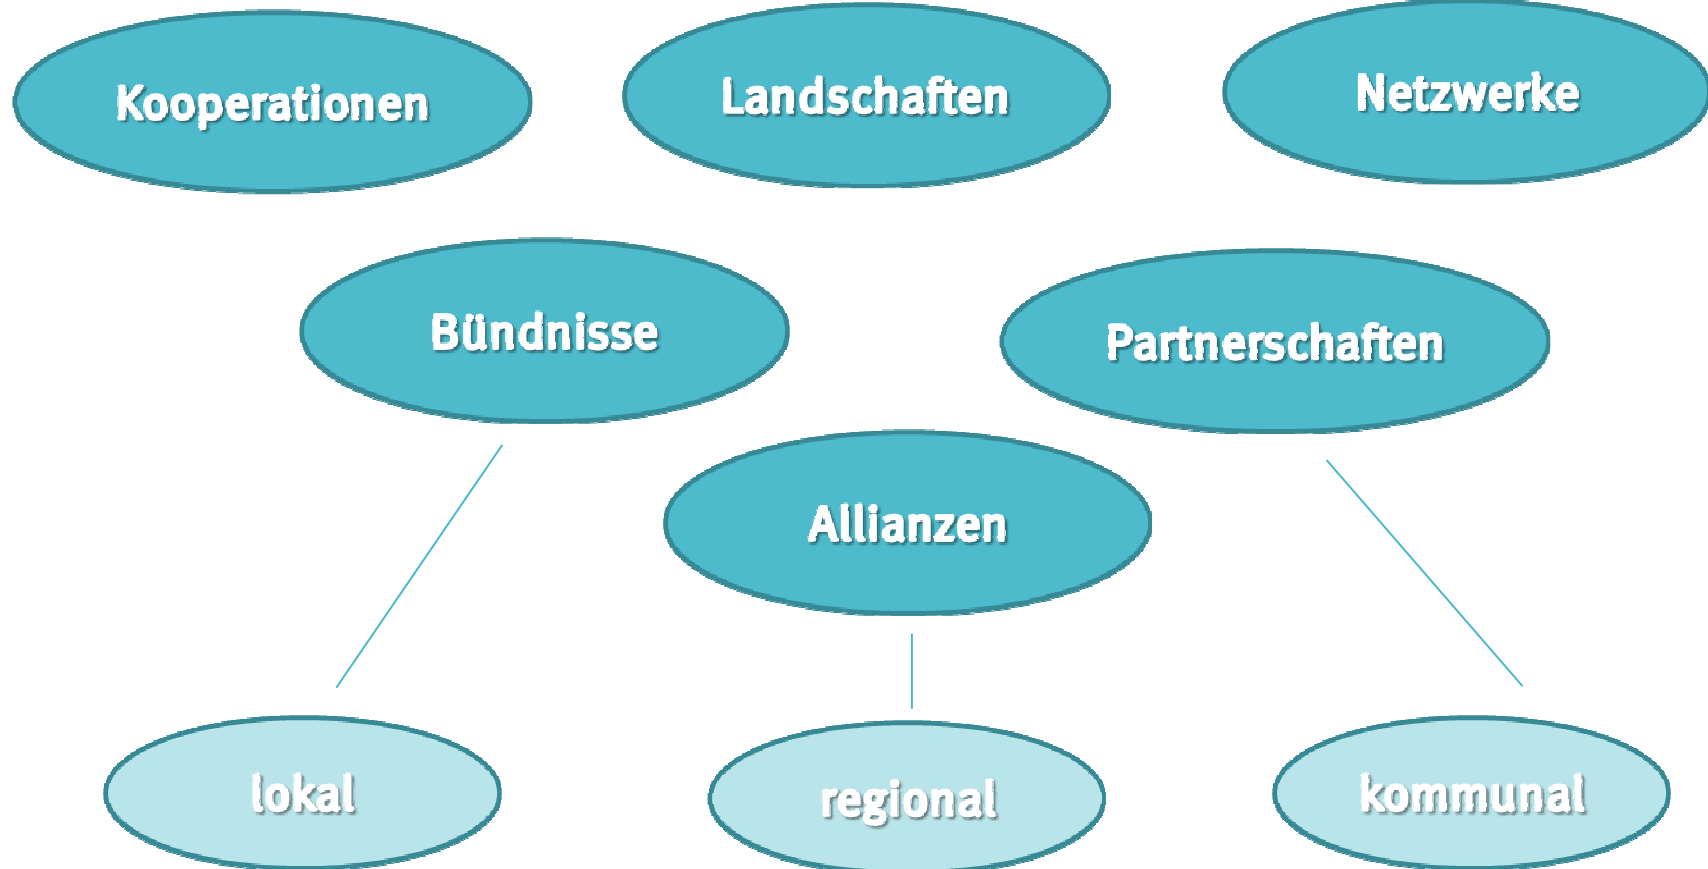 Kooperationen
Landschaften
Netzwerke
Bündnisse
Partnerschaften
Allianzen
lokal
regional
kommunal